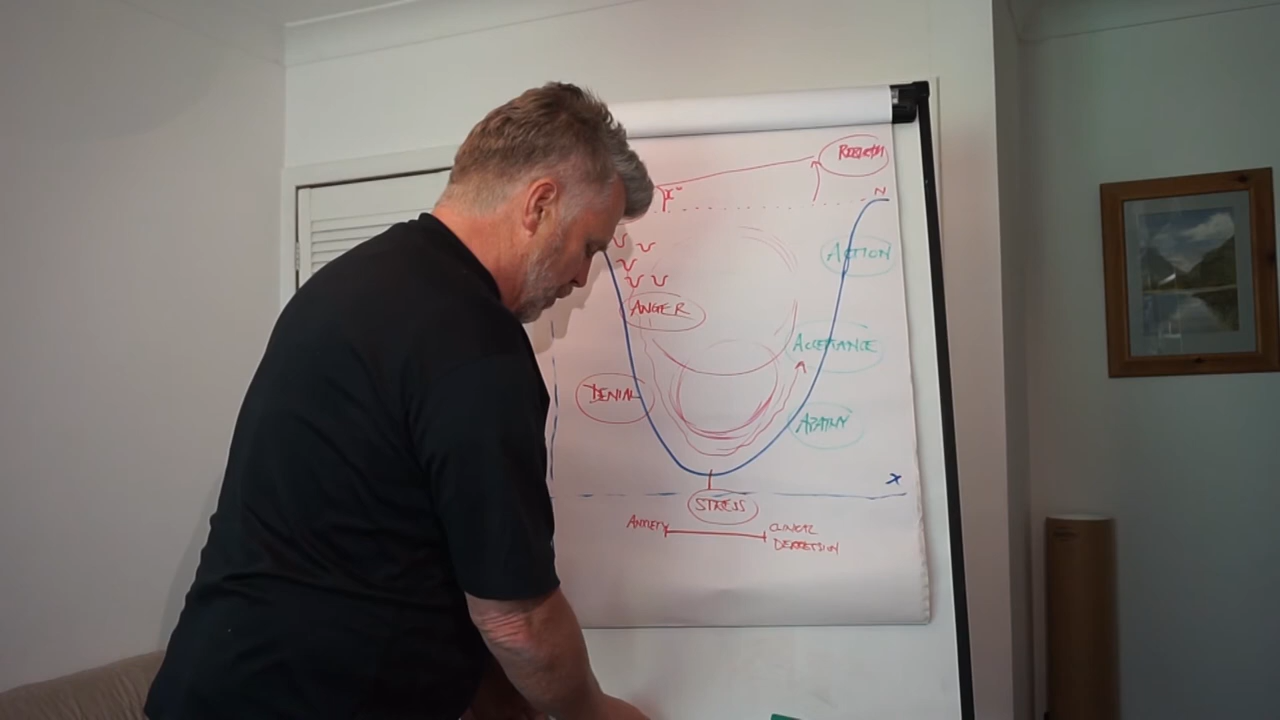 REBIRTH
N
ACTION
ANGER
ACCEPTANCE
DENIAL
APATHY
X
STRESS
ANXIETY
CLINICAL
DEPRESSION